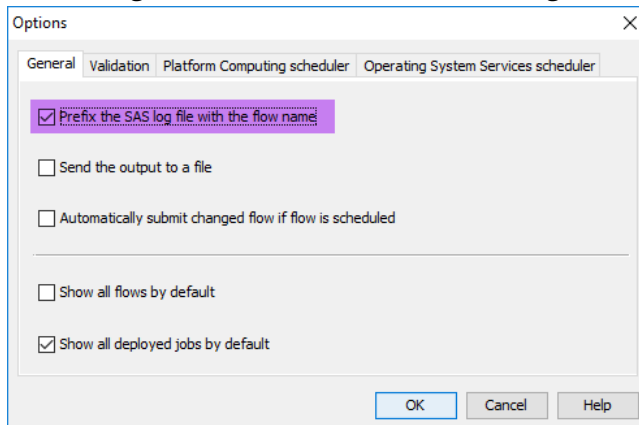 Options
General Validation Platform Computing scheduler Operating System Services scheduler
Prefix the SAS log file with the flow name
Send the output to a file
Automatically submit changed flow if flow is scheduled
Show all flows by default
Show all deployed jobs by default
OK Cancel Help